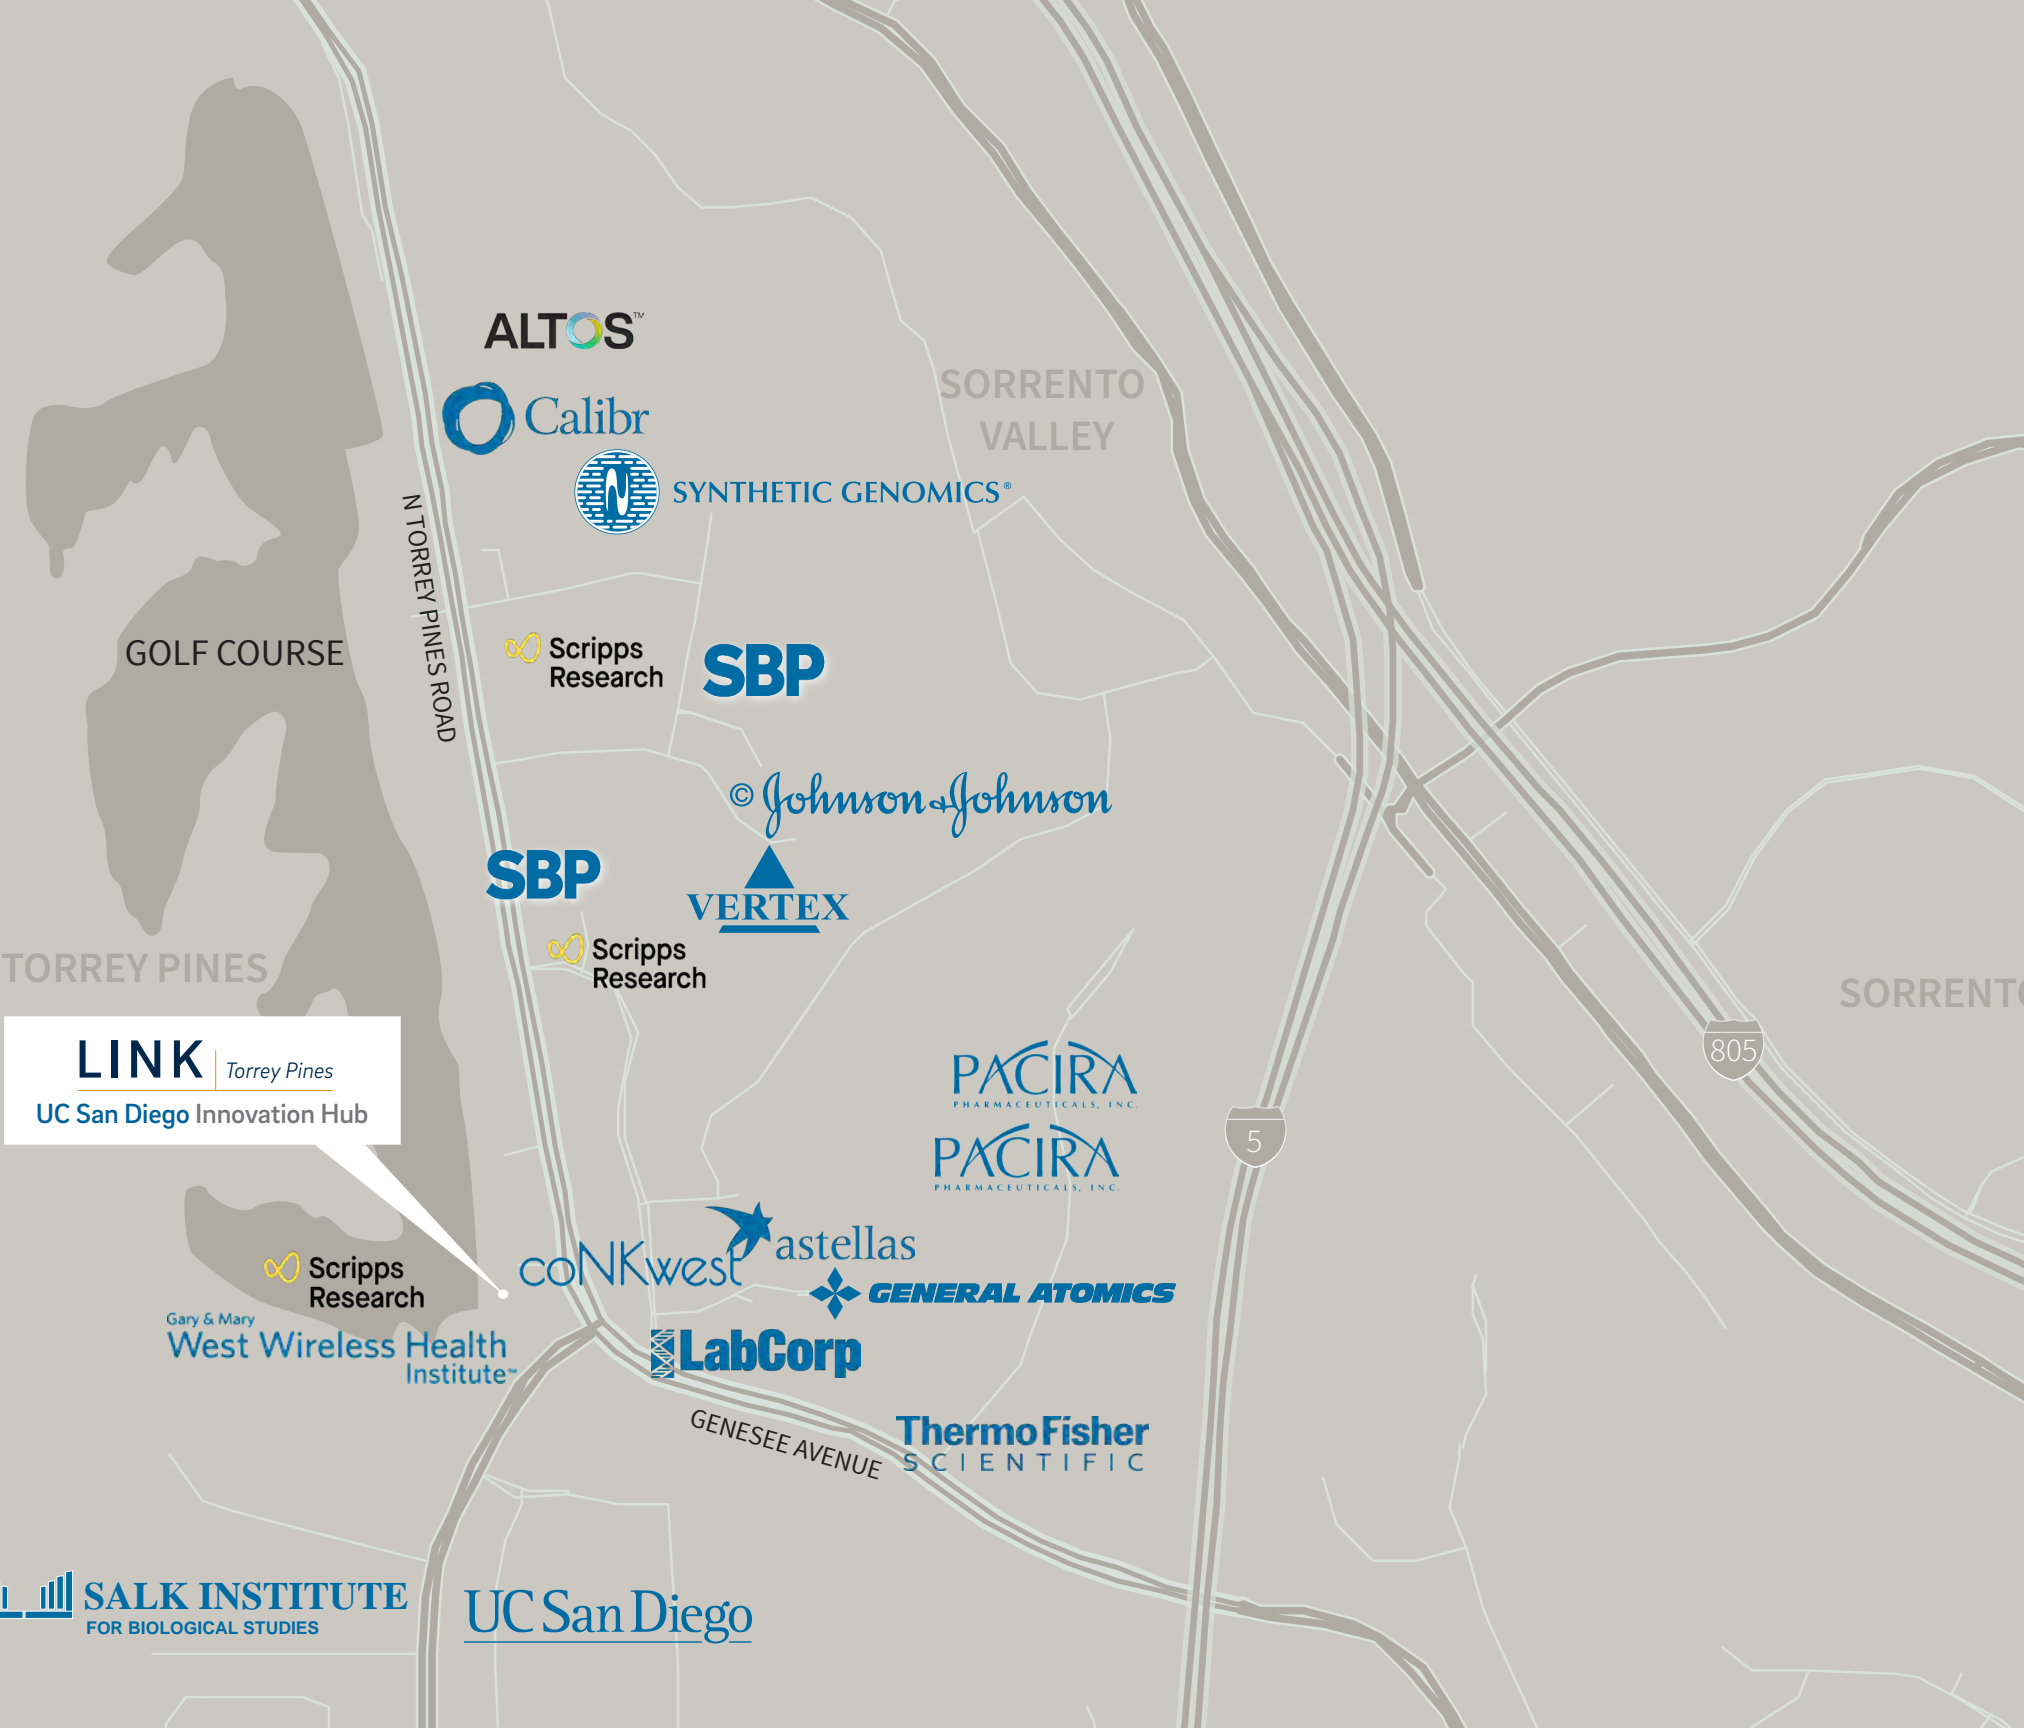 ALTOS™
Calibr
SYNTHETIC GENOMICS®
SORRENTO
VALLEY
N TORREY PINES ROAD
GOLF COURSE
Scripps
Research
SBP
© Johnson & Johnson
SBP
VERTEX
Scripps
Research
TORREY PINES
SORRENTO
LINK Torrey Pines
UC San Diego Innovation Hub
PACIRA
PHARMACEUTICALS, INC.
805
5
PACIRA
PHARMACEUTICALS, INC.
astellas
coNKwest
GENERAL ATOMICS
Scripps
Research
Gary & Mary
West Wireless Health
Institute™
LabCorp
GENESEE AVENUE
ThermoFisher
SCIENTIFIC
SALK INSTITUTE
FOR BIOLOGICAL STUDIES
UC San Diego